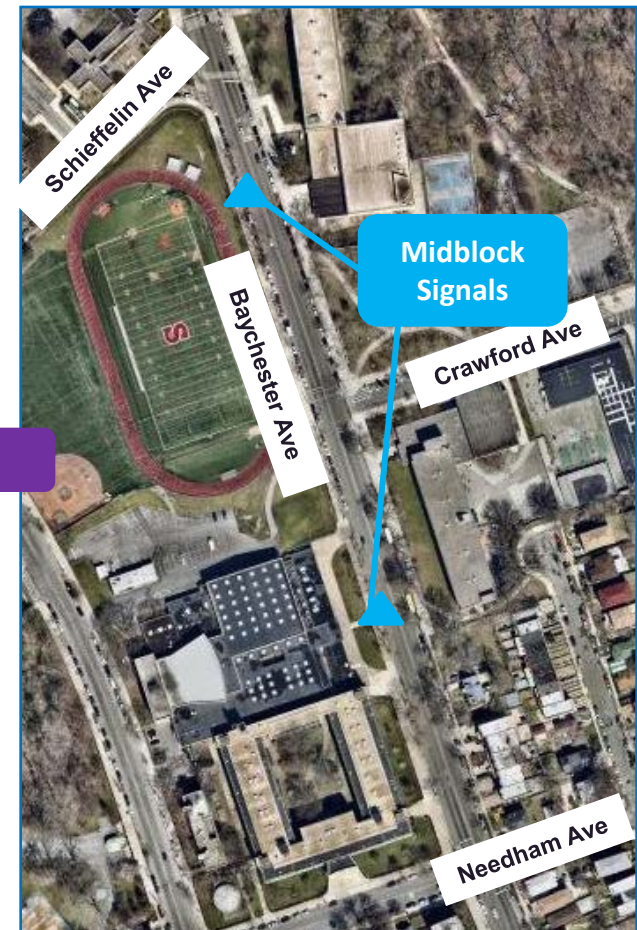 Schieffelin Ave
Midblock
Signals
Baychester Ave
Crawford Ave
S
Needham Ave